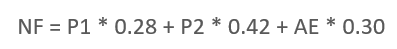 NF = P1 * 0.28 + P2 * 0.42 + AE * 0.30